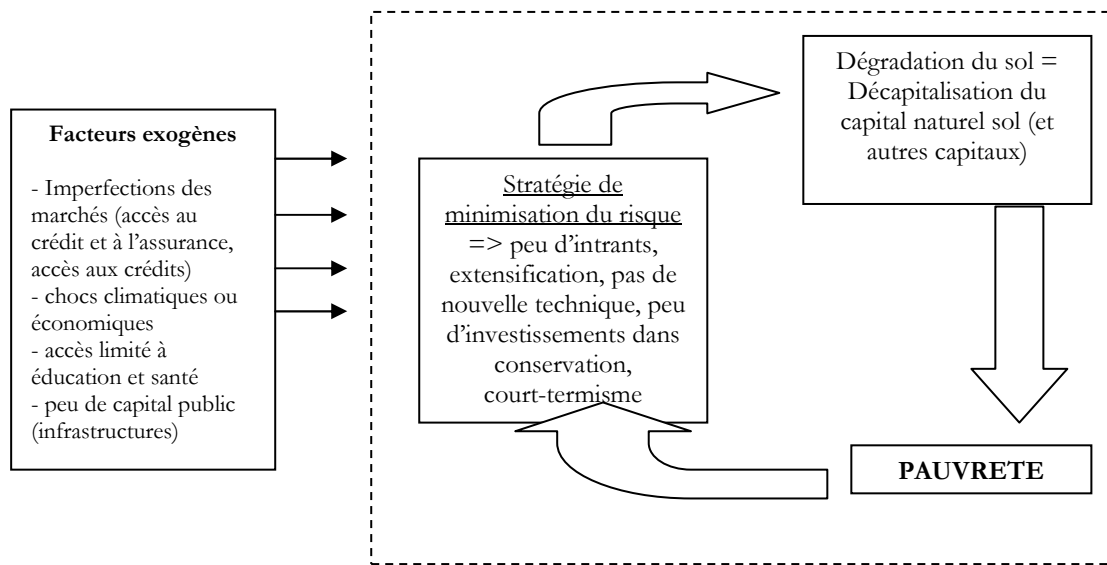 Facteurs exogènes
- Imperfections des
marchés (accès au
crédit et à l'assurance,
accès aux crédits)
- chocs climatiques ou
économiques
- accès limité à
éducation et santé
- peu de capital public
(infrastructures)
Stratégie de
minimisation du risque
=> peu d'intrants,
extensification, pas de
nouvelle technique, peu
d'investissements dans
conservation,
court-termisme
Dégradation du sol =
Décapitalisation du
capital naturel sol (et
autres capitaux)
PAUVRETE